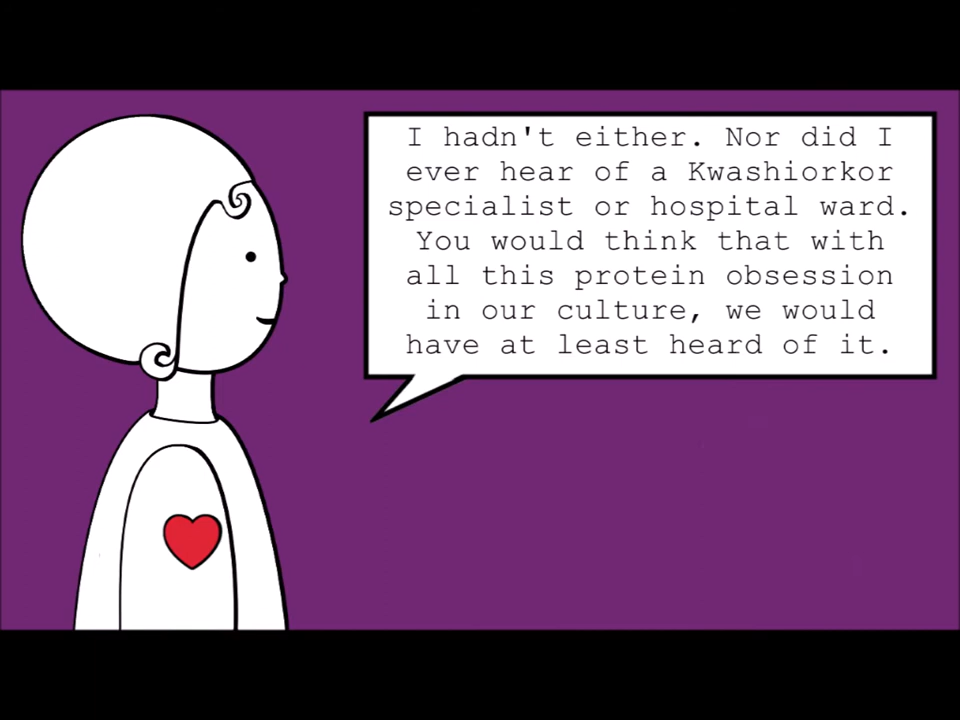 I hadn't either. Nor did I
ever hear of a Kwashiorkor
specialist or hospital ward.
You would think that with
all this protein obsession
in our culture, we would
have at least heard of it.